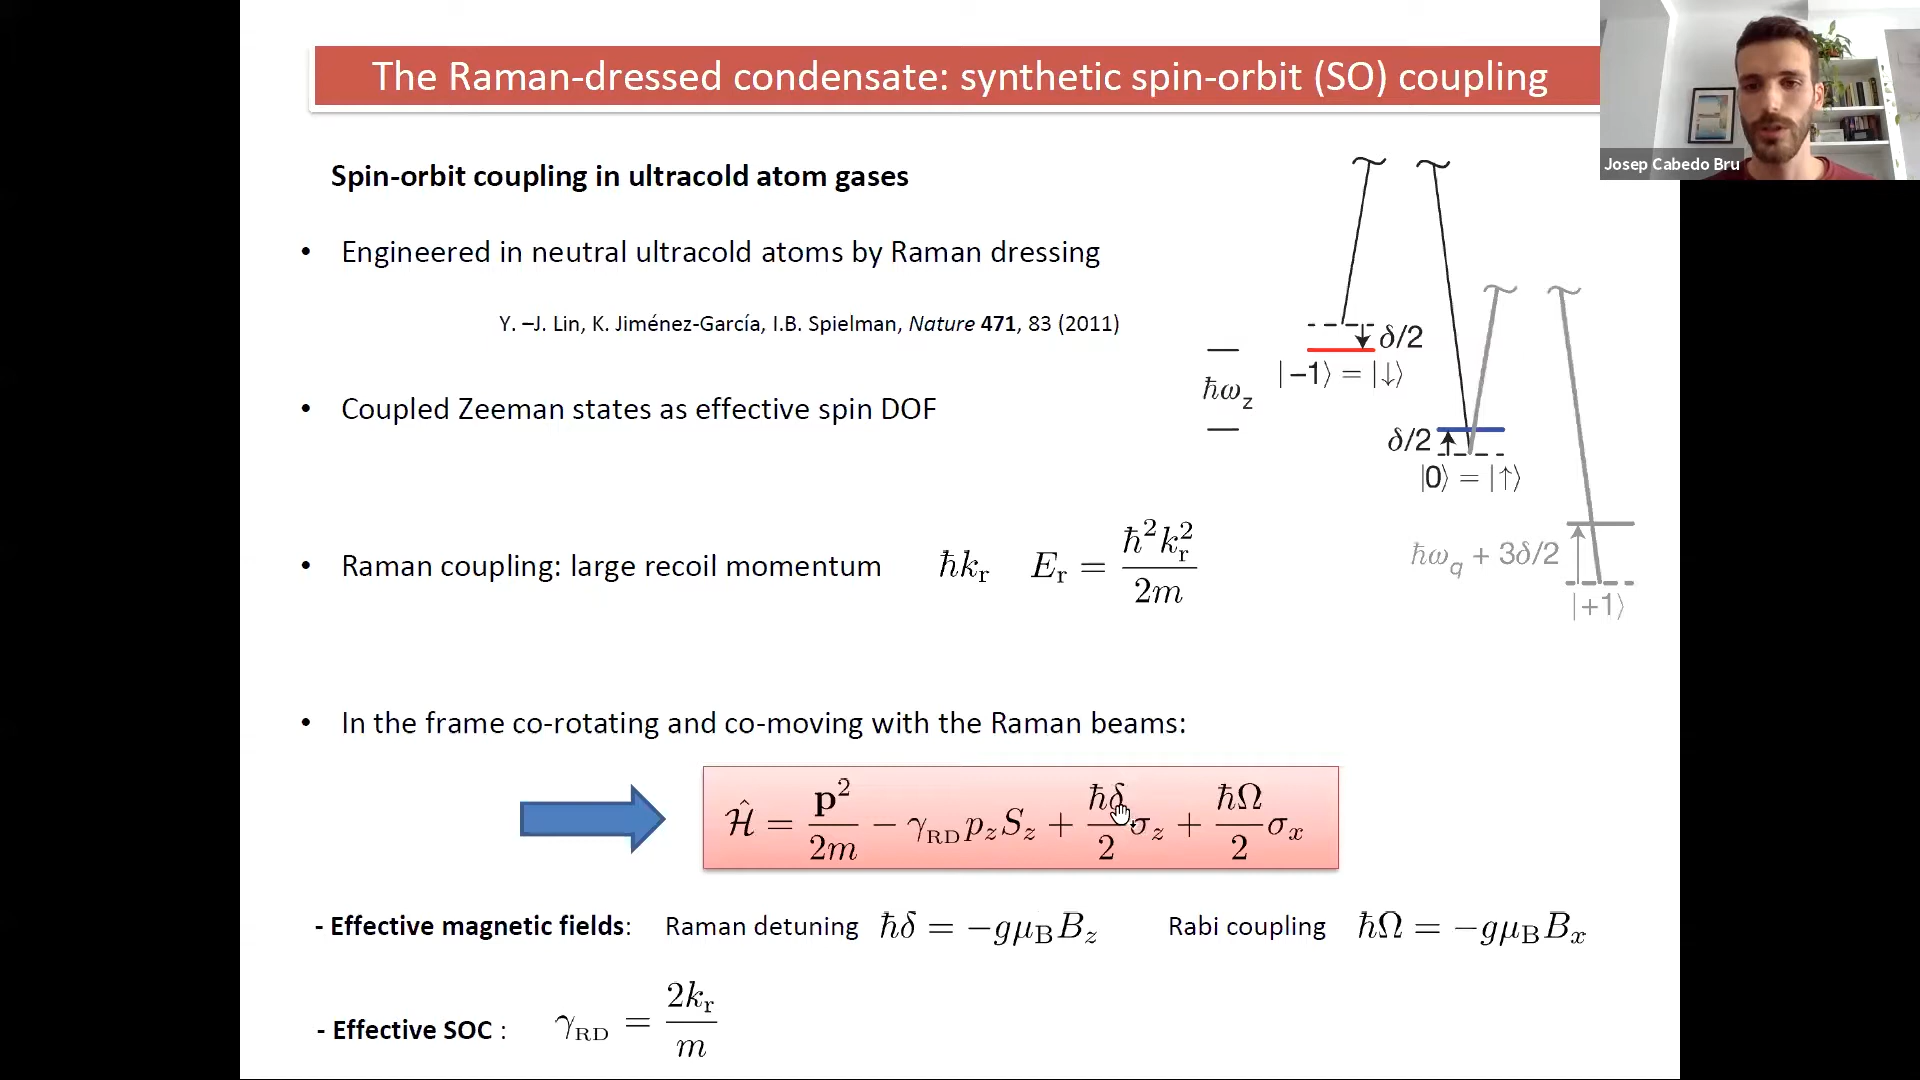 The Raman-dressed condensate: synthetic spin-orbit (SO) coupling
Josep Cabedo Bru
Spin-orbit coupling in ultracold atom gases
• Engineered in neutral ultracold atoms by Raman dressing
Y. –J. Lin, K. Jiménez-García, I.B. Spielman, Nature 471, 83 (2011)
δ/2
|−1⟩ = |↓⟩
ħω_z
• Coupled Zeeman states as effective spin DOF
δ/2
|0⟩ = |↑⟩
ħω_q + 3δ/2
|+1⟩
• Raman coupling: large recoil momentum ħk_r E_r = ħ²k_r²/2m
• In the frame co-rotating and co-moving with the Raman beams:
Ĥ = p²/2m − γ_RD p_z S_z + ħδ/2 σ_z + ħΩ/2 σ_x
- Effective magnetic fields: Raman detuning ħδ = −gμ_B B_z Rabi coupling ħΩ = −gμ_B B_x
- Effective SOC : γ_RD = 2k_r/m